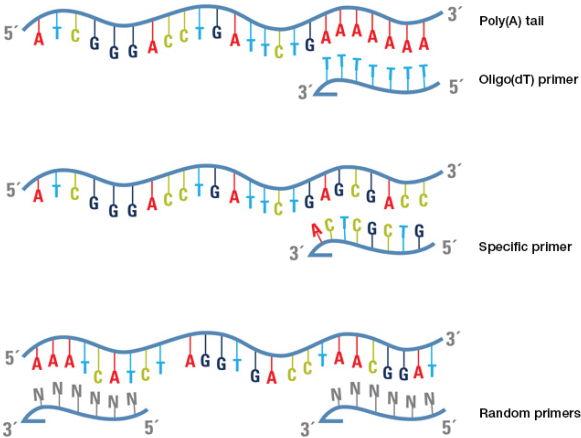 5´ 3´ Poly(A) tail
A T C G G G A C C T G A T T C T G A A A A A A A
T T T T T T T
3´ 5´ Oligo(dT) primer
5´ 3´
A T C G G G A C C T G A T T C T G A G C G A C C
A C T C G C T G
3´ 5´ Specific primer
5´ 3´
A A A T C A T C T A G G T G A C C T A A C G G A T
N N N N N N N N N N N N
3´ 5´ 3´ 5´ Random primers